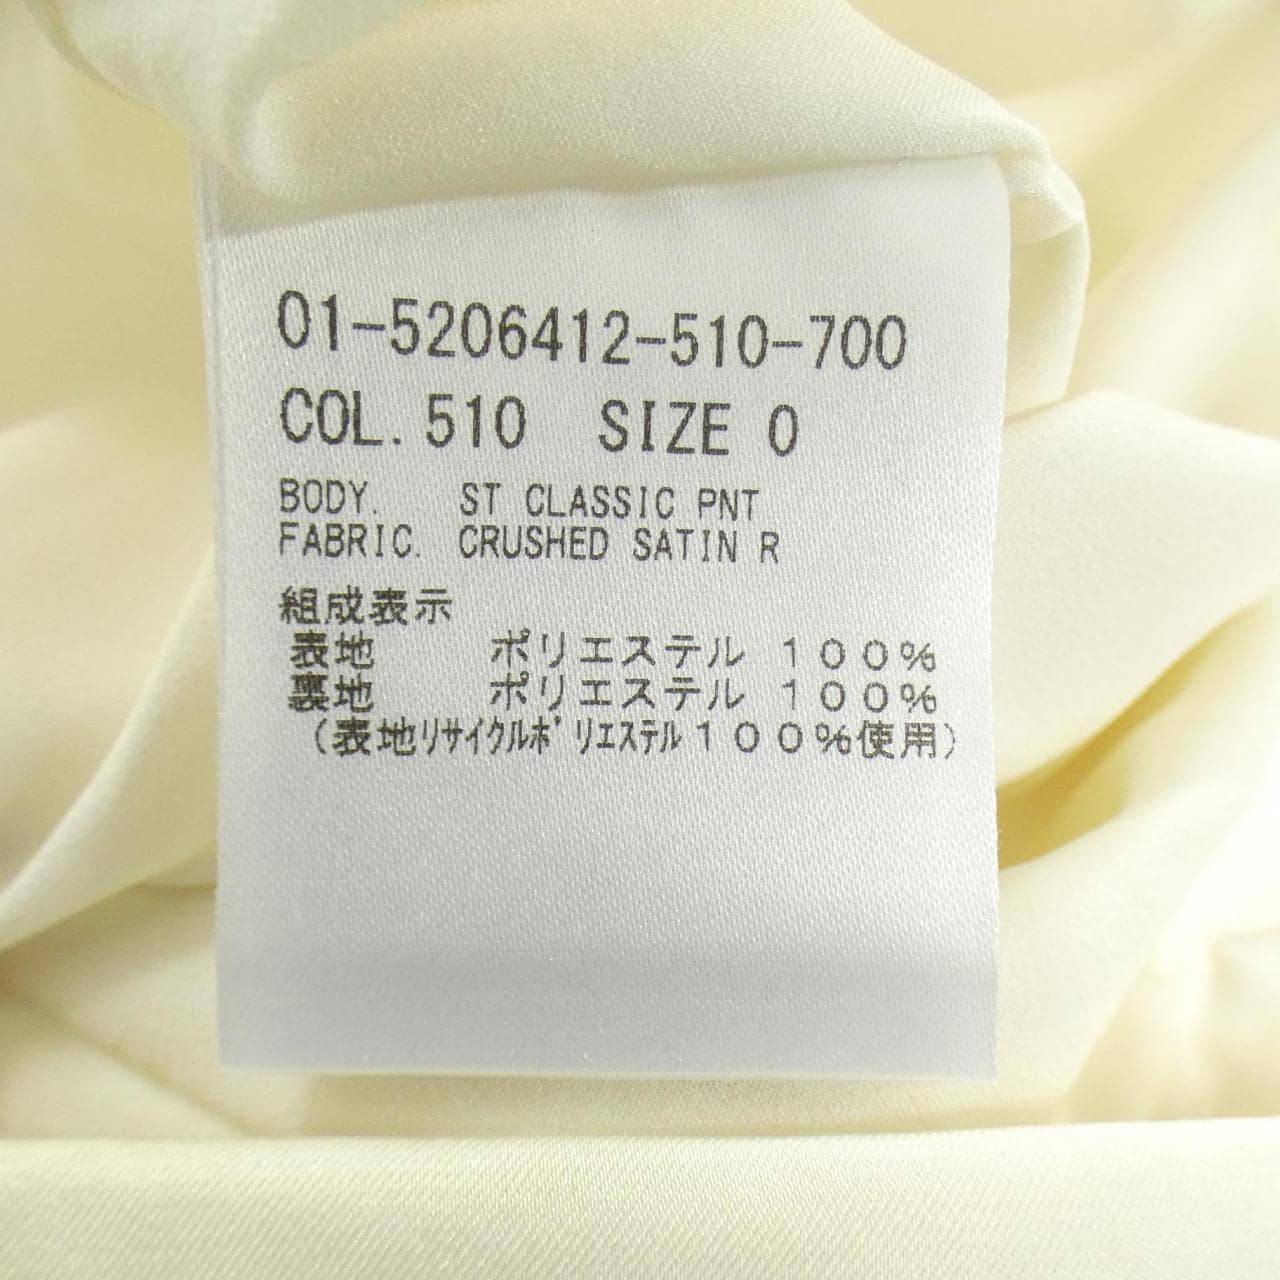 01-5206412-510-700
COL. 510 SIZE 0
BODY. ST CLASSIC PNT
FABRIC. CRUSHED SATIN R
組成表示
表地 ポリエステル 100%
裏地 ポリエステル 100%
(表地リサイクルポリエステル100%使用)